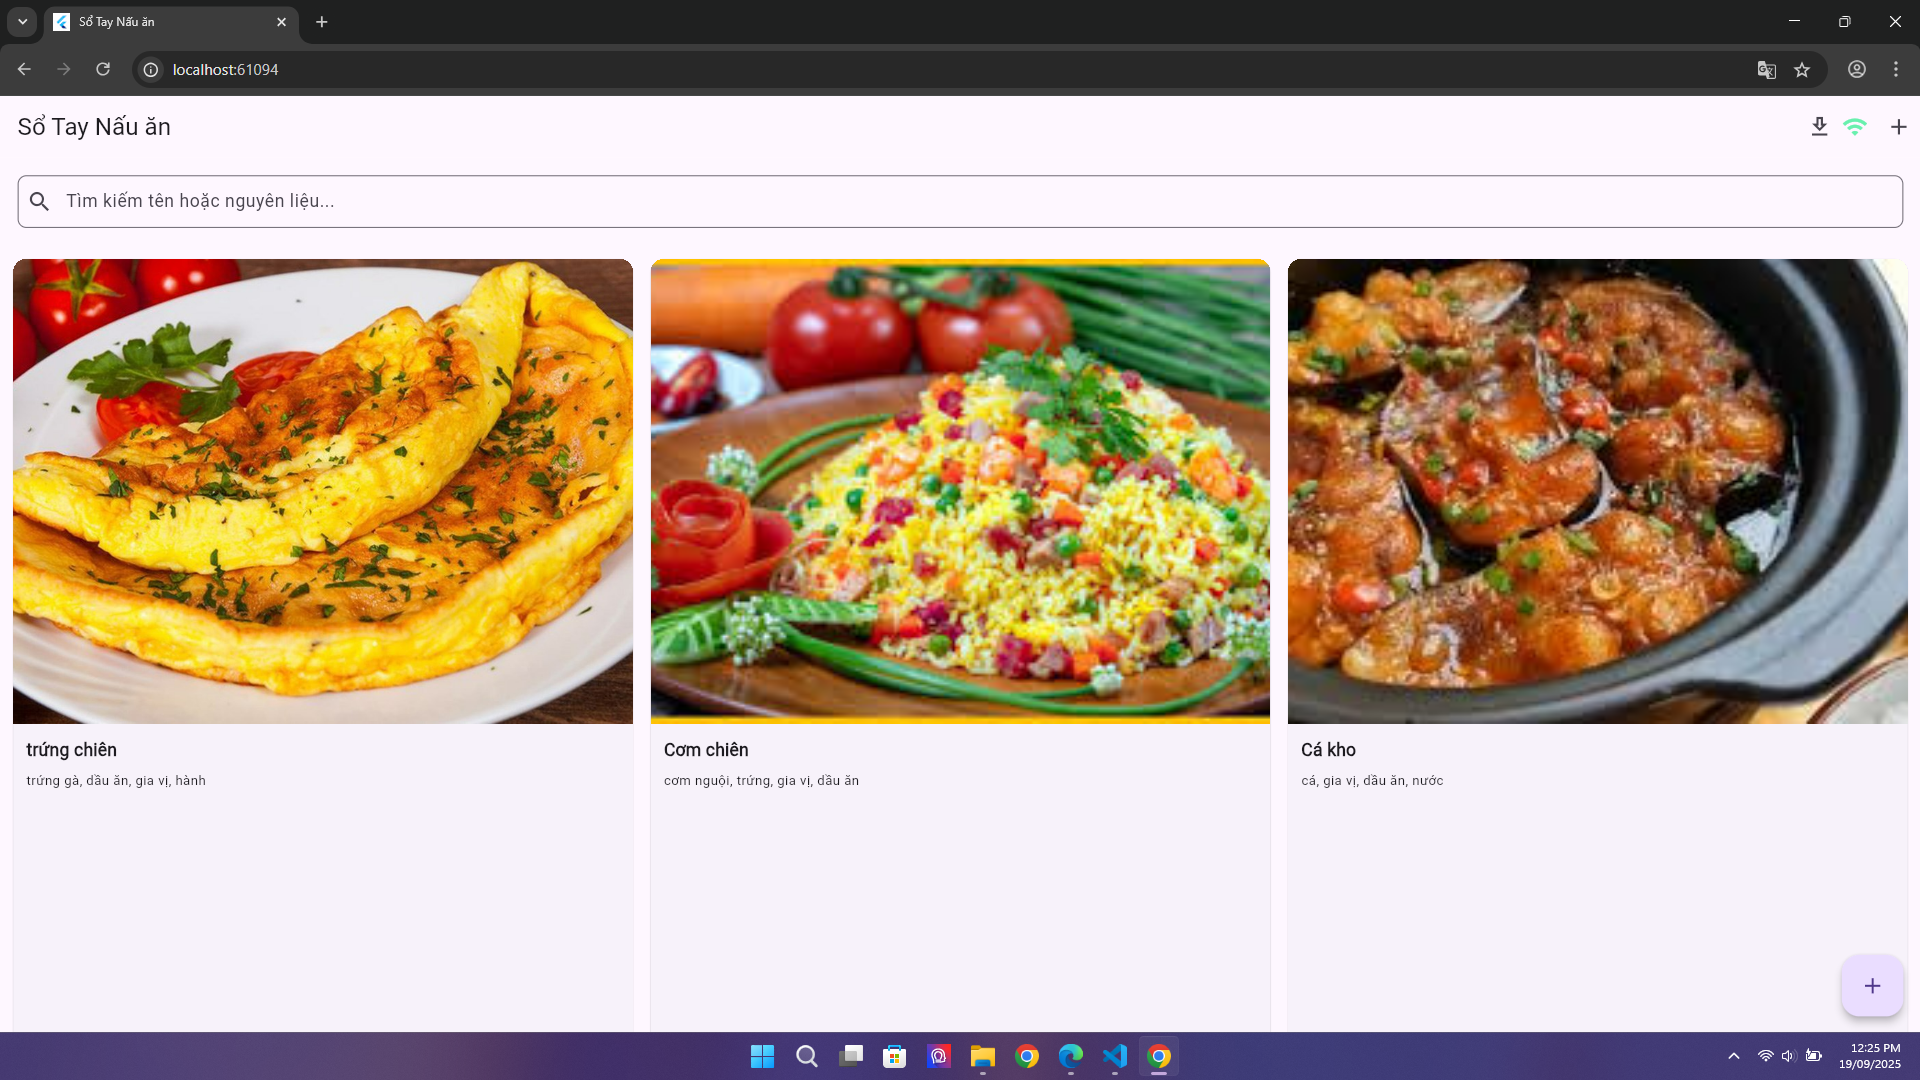 Sổ Tay Nấu ăn
localhost:61094
Sổ Tay Nấu ăn
Tìm kiếm tên hoặc nguyên liệu...
trứng chiên
trứng gà, dầu ăn, gia vị, hành
Cơm chiên
cơm nguội, trứng, gia vị, dầu ăn
Cá kho
cá, gia vị, dầu ăn, nước
12:25 PM
19/09/2025